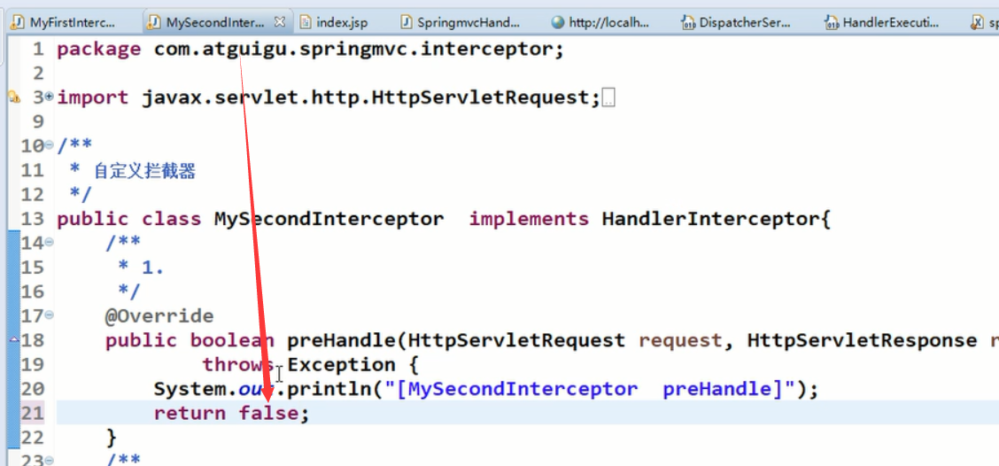 MyFirstInterc... MySecondInter... index.jsp SpringmvcHand... http://localh... DispatcherSer... HandlerExecuti... sp
1 package com.atguigu.springmvc.interceptor;
2
3 import javax.servlet.http.HttpServletRequest;
9
10 /**
11 * 自定义拦截器
12 */
13 public class MySecondInterceptor implements HandlerInterceptor{
14 /**
15 * 1.
16 */
17 @Override
18 public boolean preHandle(HttpServletRequest request, HttpServletResponse r
19 throws Exception {
20 System.out.println("[MySecondInterceptor preHandle]");
21 return false;
22 }
23 /**